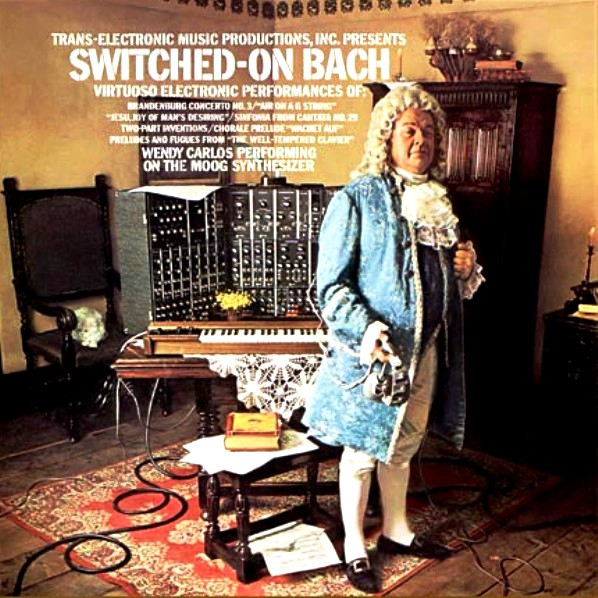 TRANS-ELECTRONIC MUSIC PRODUCTIONS, INC. PRESENTS
SWITCHED-ON BACH
VIRTUOSO ELECTRONIC PERFORMANCES OF:
BRANDENBURG CONCERTO NO. 3/"AIR ON A G STRING"
"JESU, JOY OF MAN'S DESIRING"/SINFONIA FROM CANTATA NO. 29
TWO-PART INVENTIONS/CHORALE PRELUDE "WACHET AUF"
PRELUDES AND FUGUES FROM "THE WELL-TEMPERED CLAVIER"
WENDY CARLOS PERFORMING
ON THE MOOG SYNTHESIZER